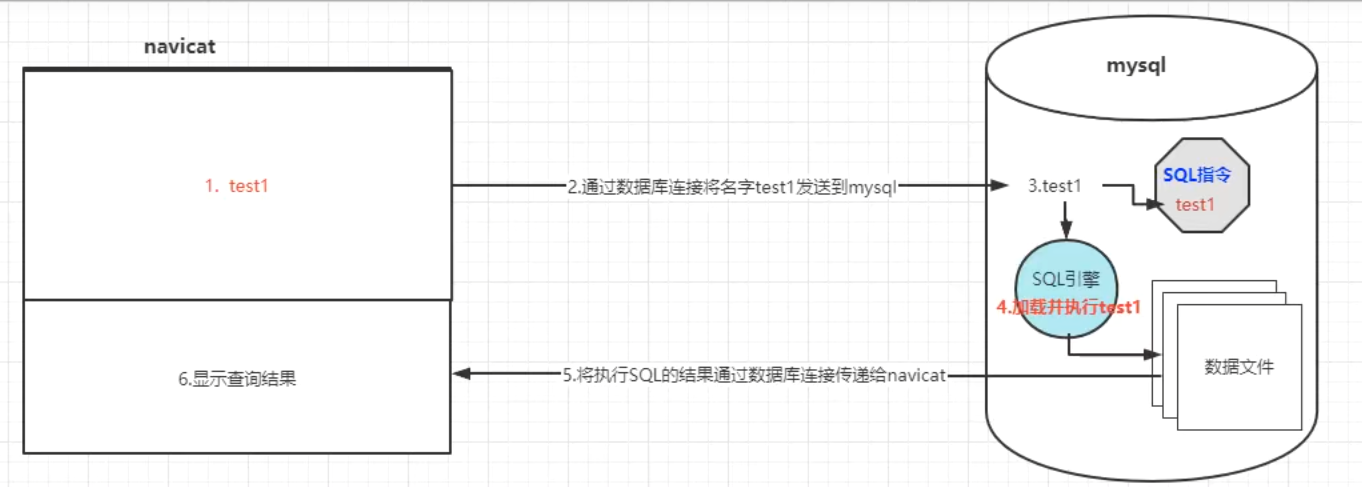 navicat
mysql
1. test1
2.通过数据库连接将名字test1发送到mysql
3.test1
SQL指令
test1
SQL引擎
4.加载并执行test1
数据文件
5.将执行SQL的结果通过数据库连接传递给navicat
6.显示查询结果